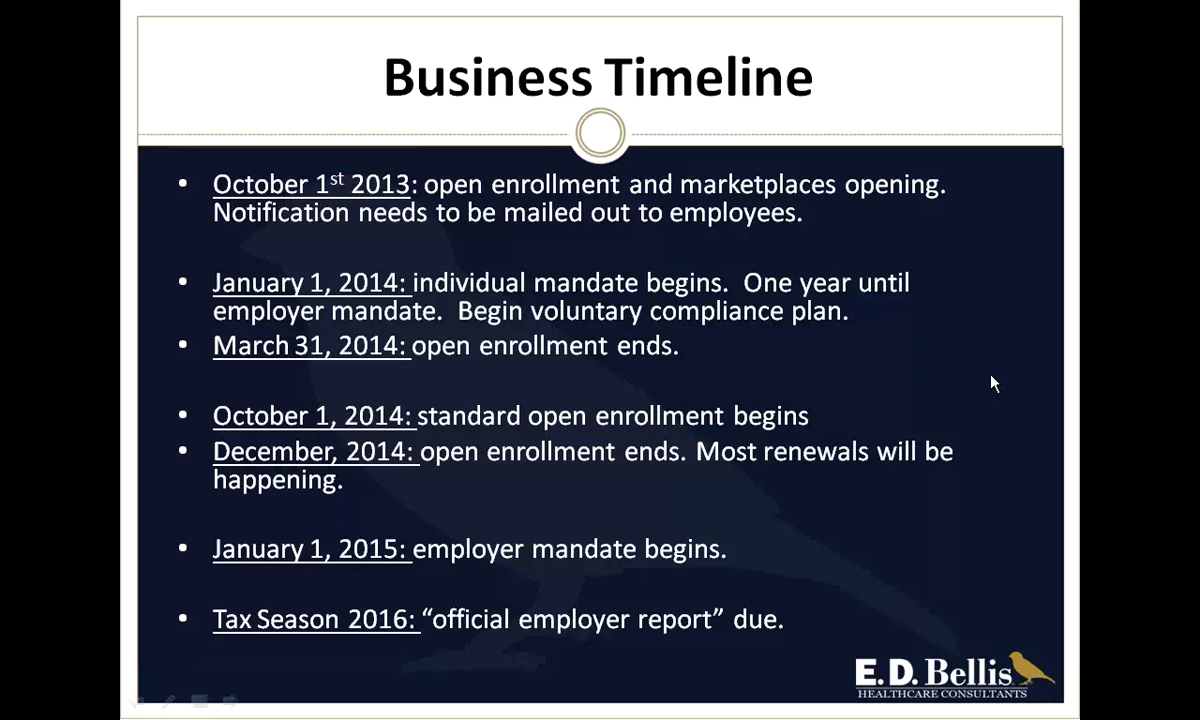 Business Timeline
• October 1st 2013: open enrollment and marketplaces opening.
Notification needs to be mailed out to employees.
• January 1, 2014: individual mandate begins.  One year until
employer mandate.  Begin voluntary compliance plan.
• March 31, 2014: open enrollment ends.
• October 1, 2014: standard open enrollment begins
• December, 2014: open enrollment ends. Most renewals will be
happening.
• January 1, 2015: employer mandate begins.
• Tax Season 2016: “official employer report” due.
E.D. Bellis
HEALTHCARE CONSULTANTS